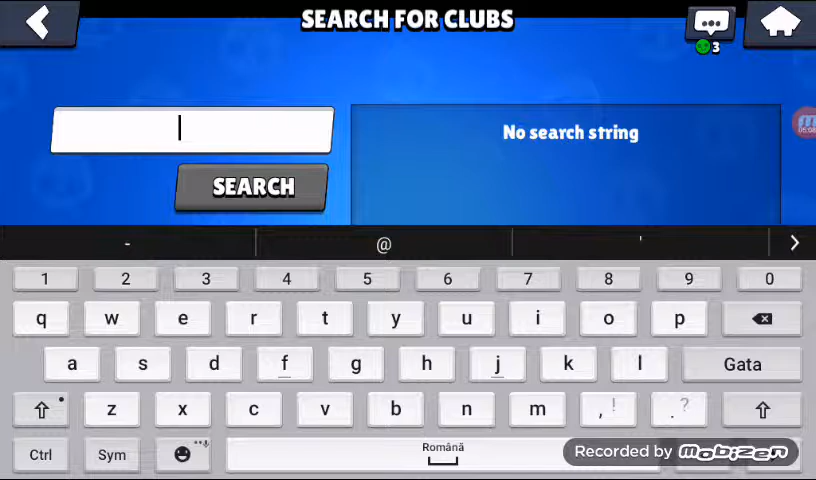 SEARCH FOR CLUBS
3
No search string
SEARCH
- @ '
1 2 3 4 5 6 7 8 9 0
q w e r t y u i o p
a s d f g h j k l Gata
z x c v b n m ,! .?
Ctrl Sym Română
Recorded by mobizen